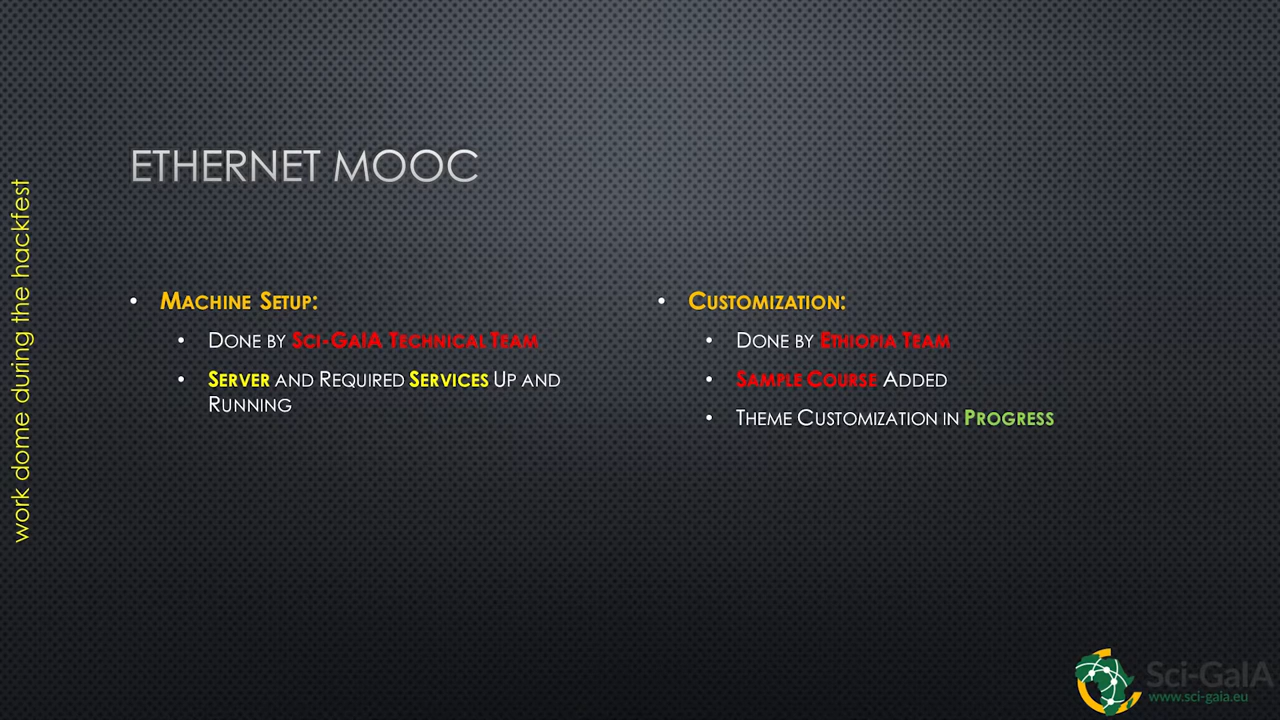 ETHERNET MOOC
work dome during the hackfest
• MACHINE SETUP:
• DONE BY SCI-GAIA TECHNICAL TEAM
• SERVER AND REQUIRED SERVICES UP AND
RUNNING
• CUSTOMIZATION:
• DONE BY ETHIOPIA TEAM
• SAMPLE COURSE ADDED
• THEME CUSTOMIZATION IN PROGRESS
Sci-GaIA
www.sci-gaia.eu